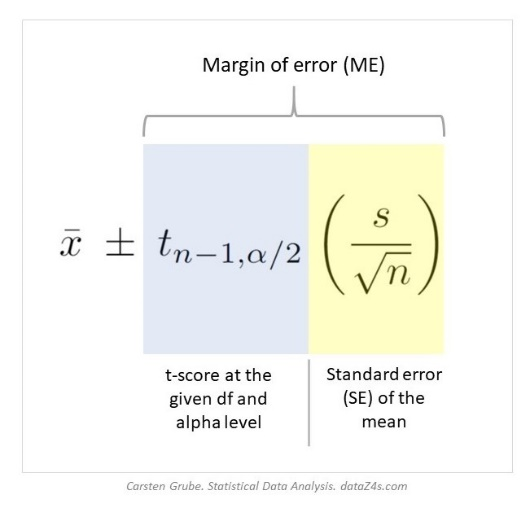 Margin of error (ME)
x̄ ± tₙ₋₁,α/2 (s/√n)
t-score at the
given df and
alpha level
Standard error
(SE) of the
mean
Carsten Grube. Statistical Data Analysis. dataZ4s.com